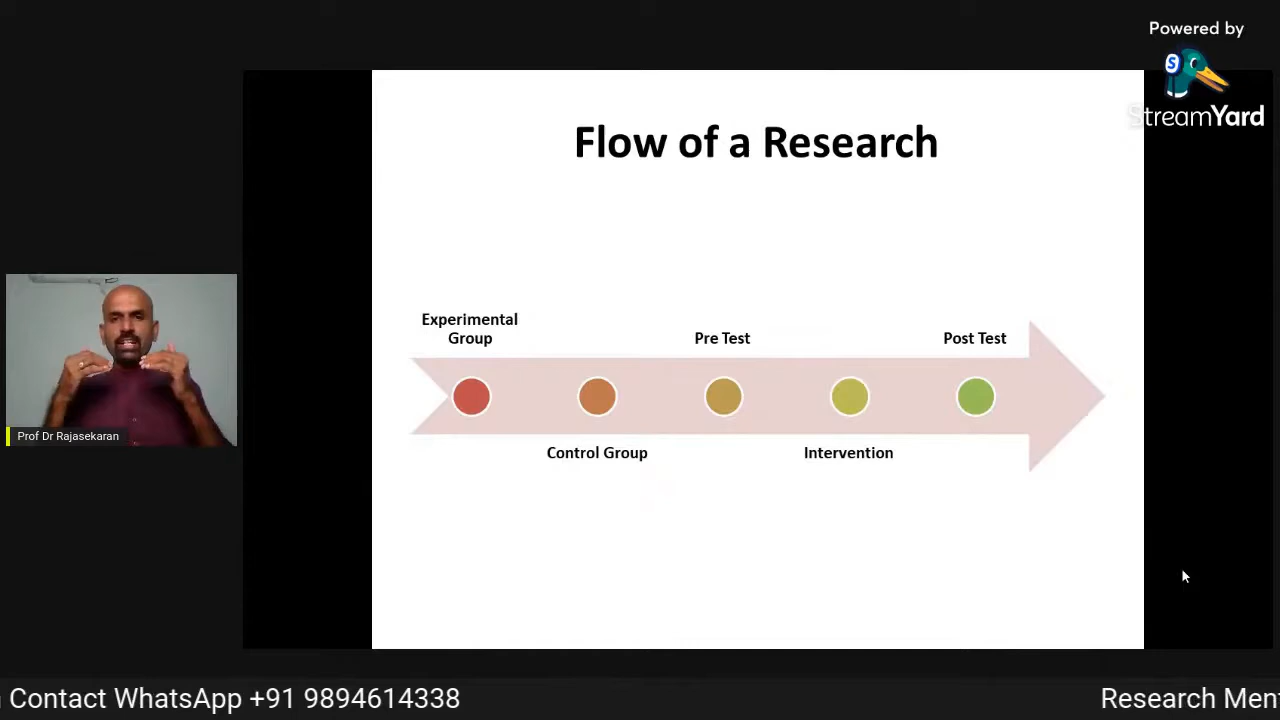 Powered by
StreamYard
Flow of a Research
Experimental
Group
Pre Test
Post Test
Control Group
Intervention
Prof Dr Rajasekaran
Contact WhatsApp +91 9894614338
Research